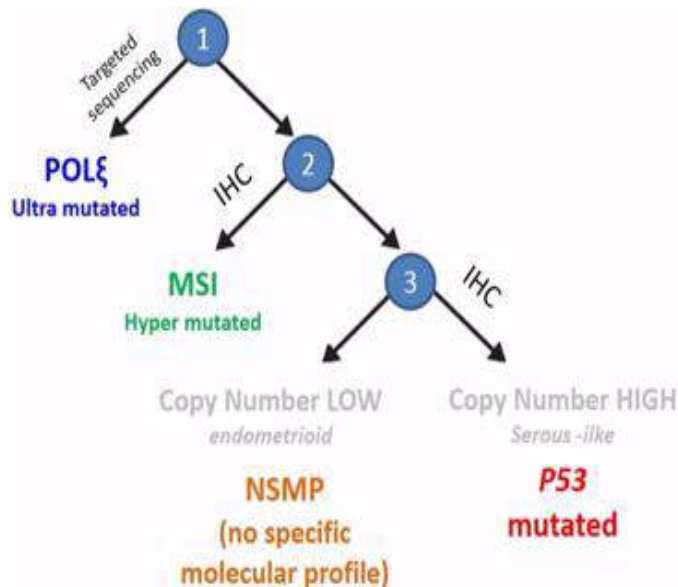 1
Targeted
sequencing
POLξ
Ultra mutated
2
IHC
MSI
Hyper mutated
3
IHC
Copy Number LOW
endometrioid
NSMP
(no specific
molecular profile)
Copy Number HIGH
Serous -ilke
P53
mutated